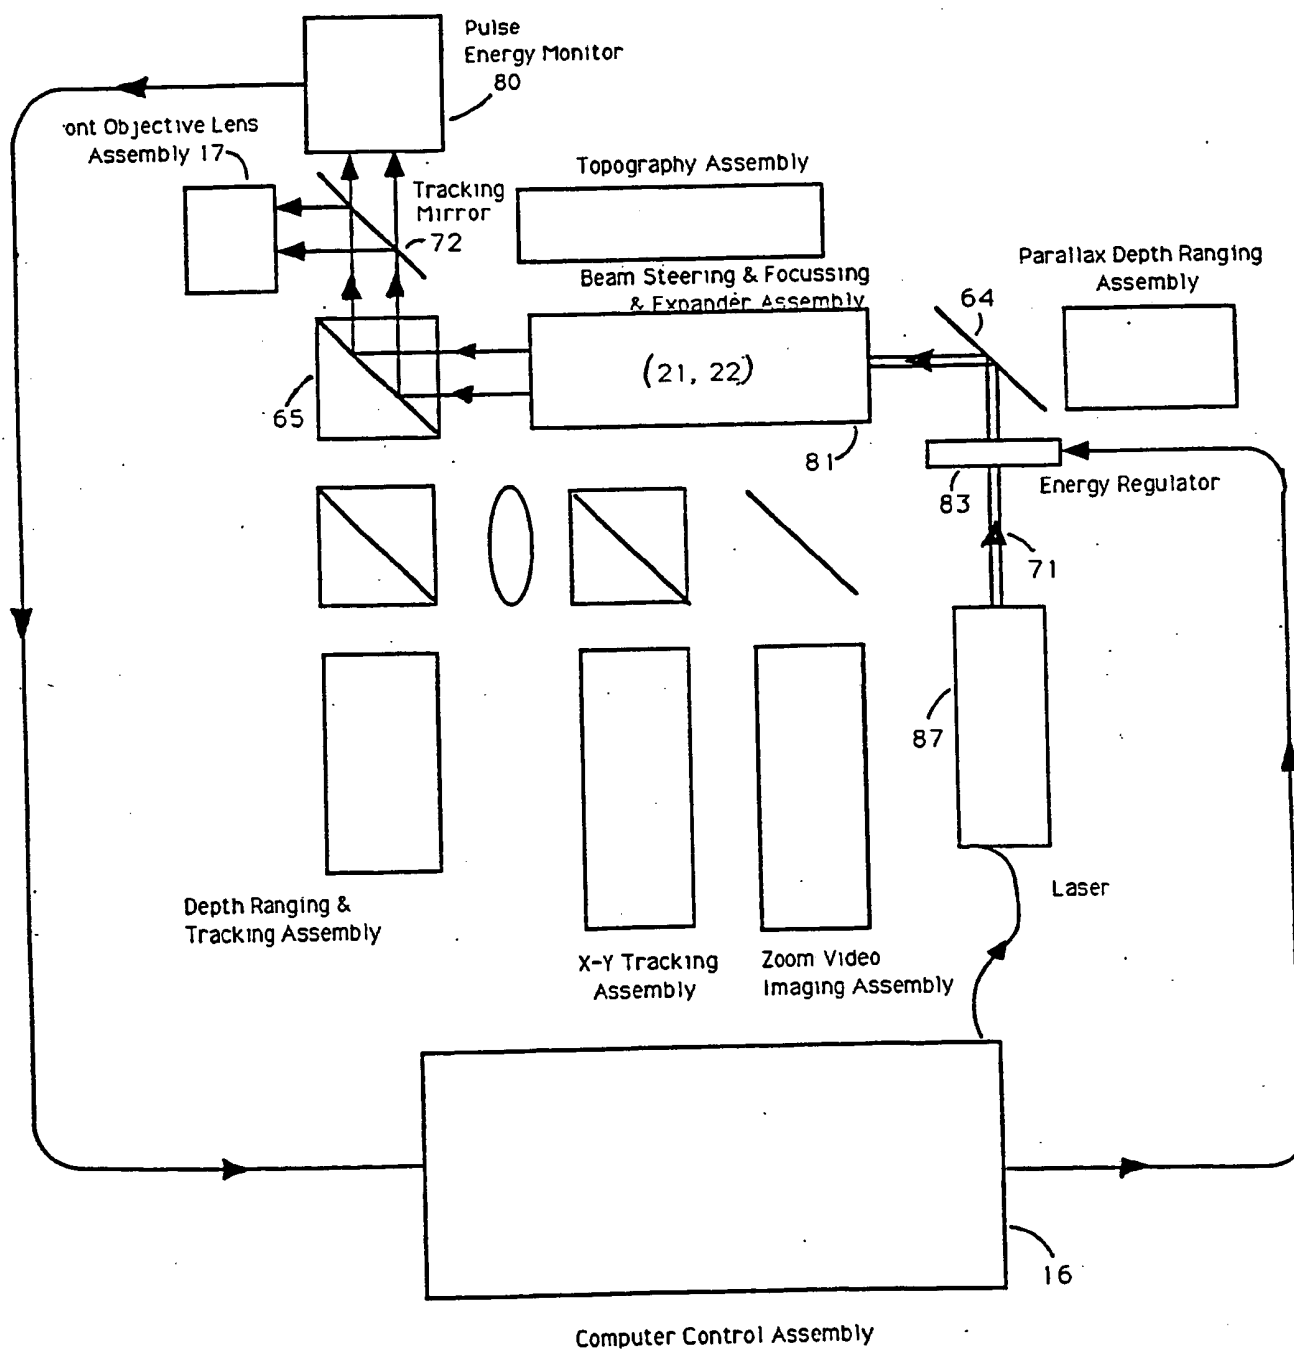 Pulse
Energy Monitor
80
ont Objective Lens
Assembly 17
Tracking
Mirror
72
Topography Assembly
Beam Steering & Focussing
& Expander Assembly
(21, 22)
81
64
Parallax Depth Ranging
Assembly
65
83
Energy Regulator
71
87
Laser
Depth Ranging &
Tracking Assembly
X-Y Tracking
Assembly
Zoom Video
Imaging Assembly
16
Computer Control Assembly